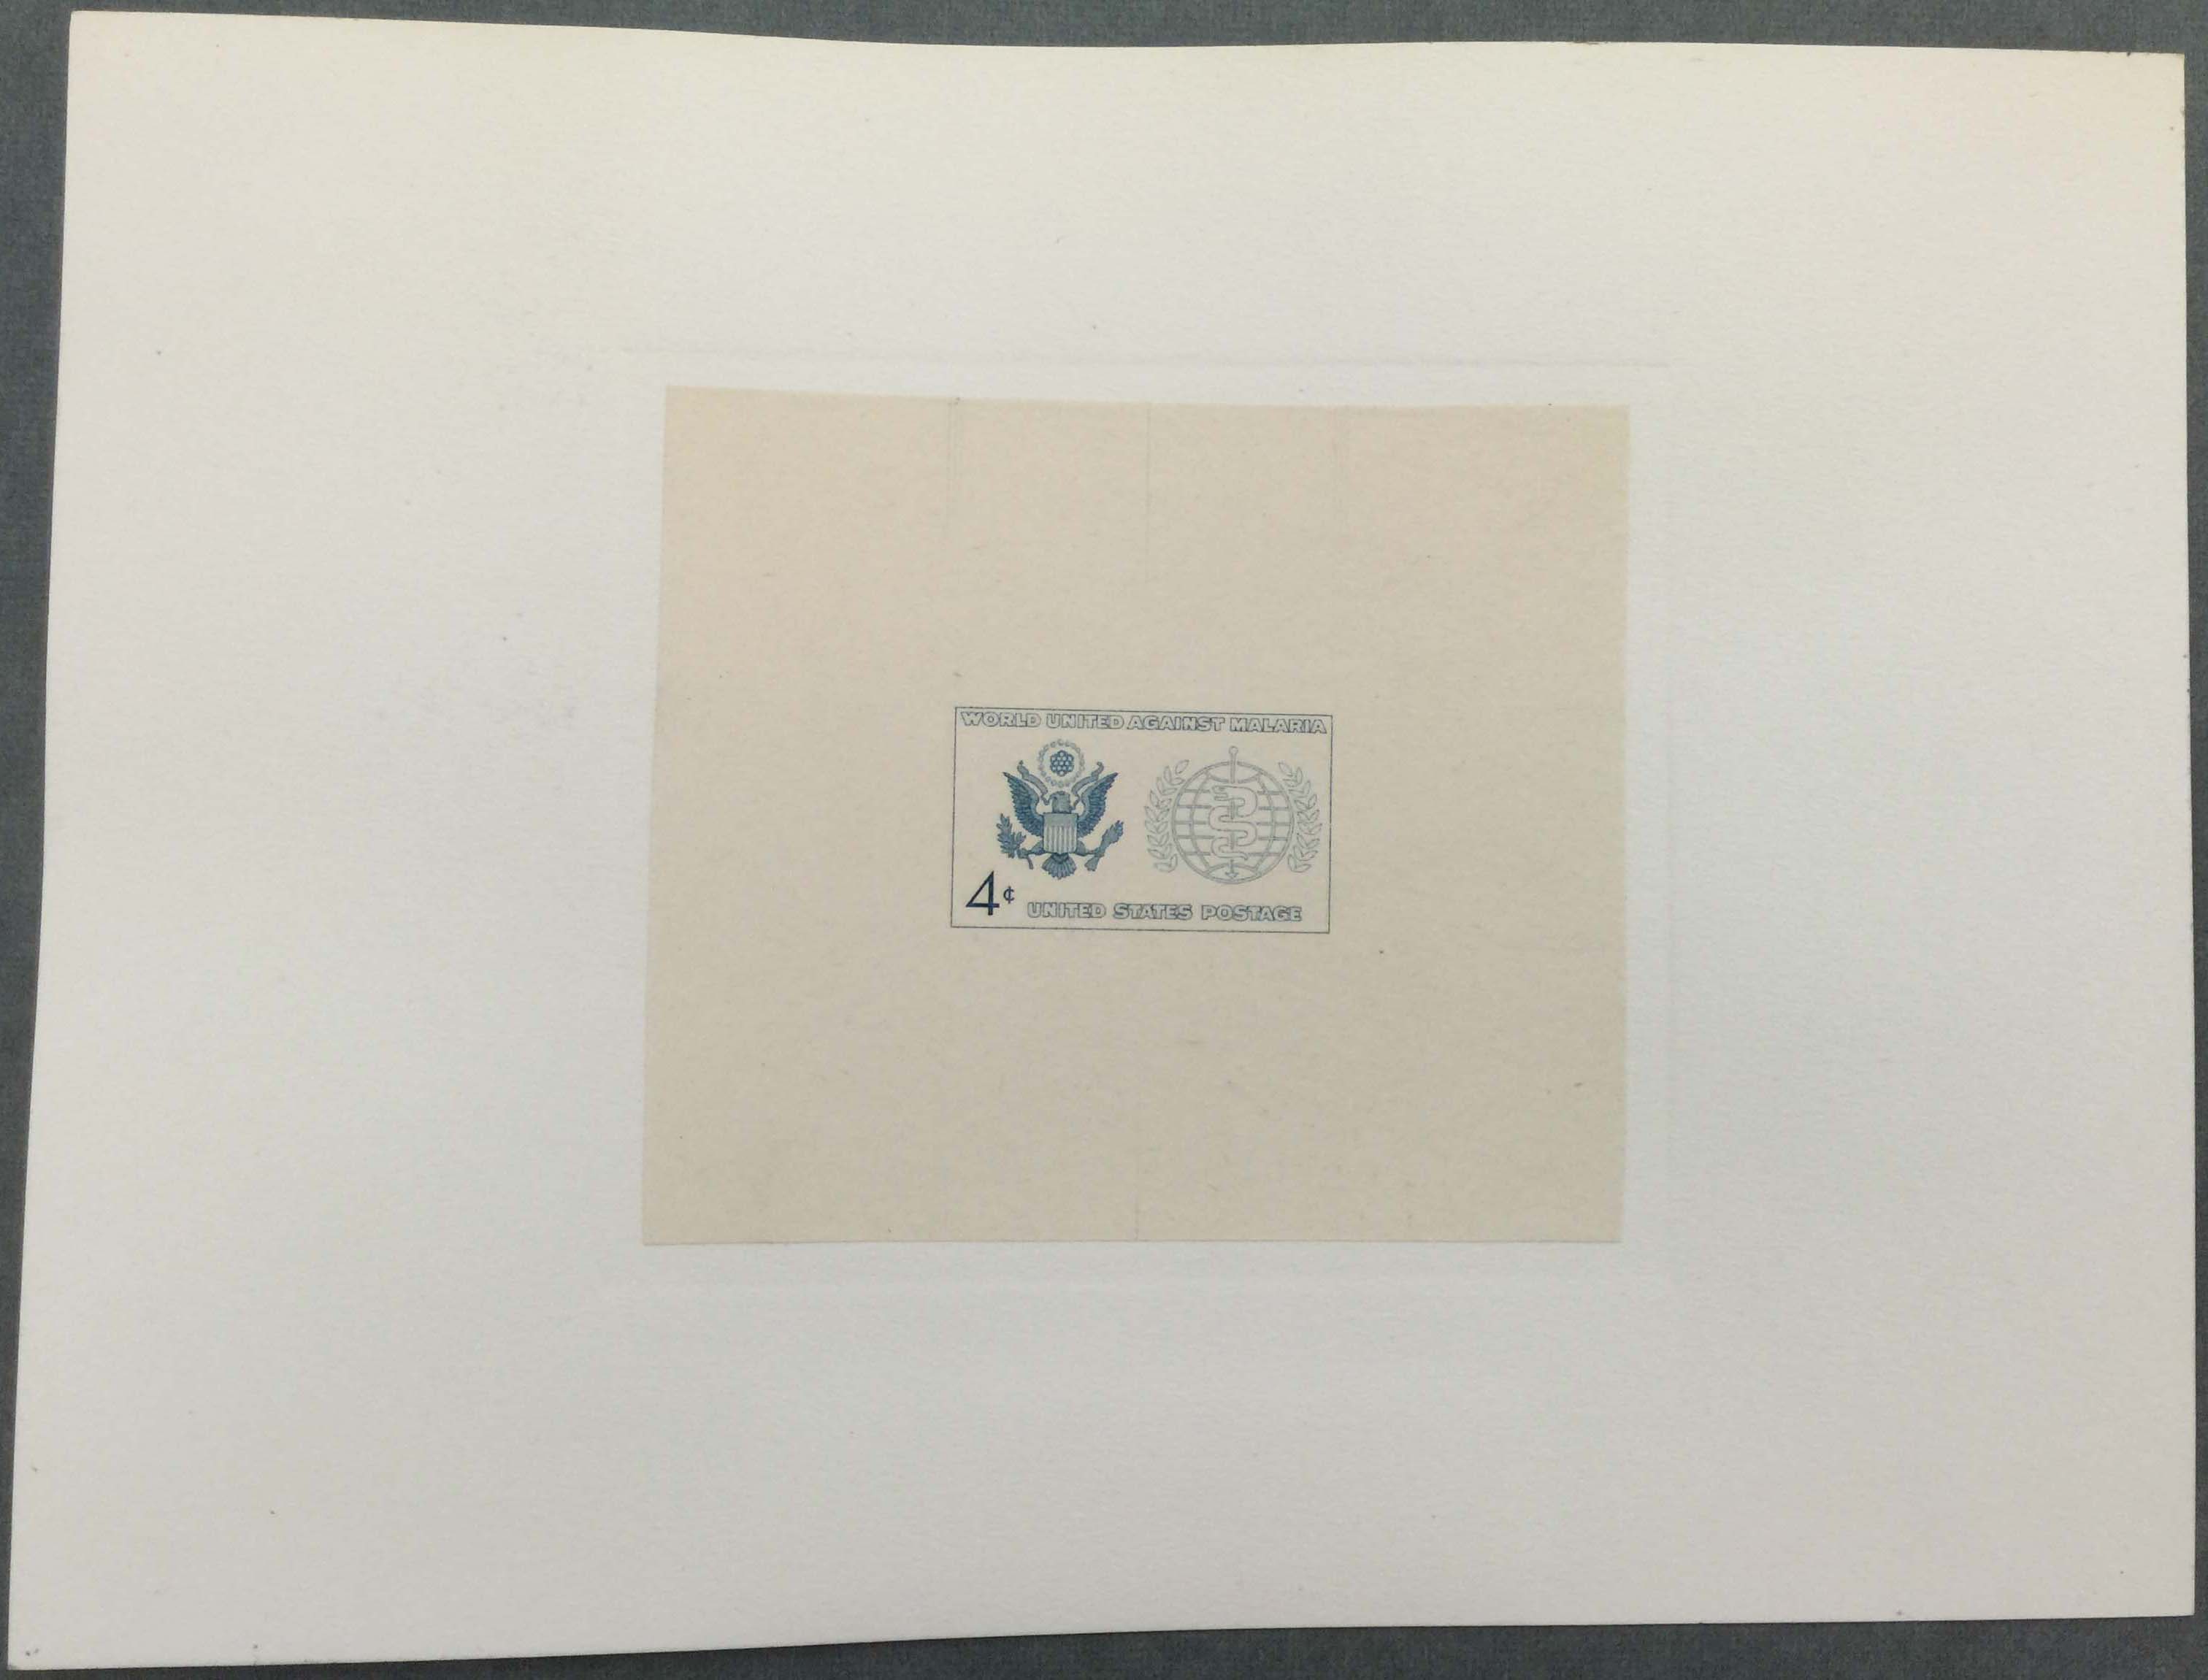 WORLD UNITED AGAINST MALARIA
4¢ UNITED STATES POSTAGE